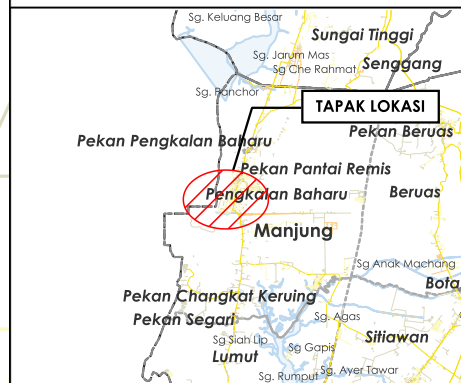 Sg. Keluang Besar
Sungai Tinggi
Sg. Jarum Mas
Senggang
Sg Che Rahmat
Sg. Panchor
TAPAK LOKASI
Pekan Beruas
Pekan Pengkalan Baharu
Pekan Pantai Remis
Pengkalan Baharu
Beruas
Manjung
Sg Anak Machang
Bota
Pekan Changkat Keruing
Pekan Segari
Sg. Agas
Sitiawan
Sg Siah Lip
Sg Gapis
Lumut
Sg. Ayer Tawar
Sg. Rumput